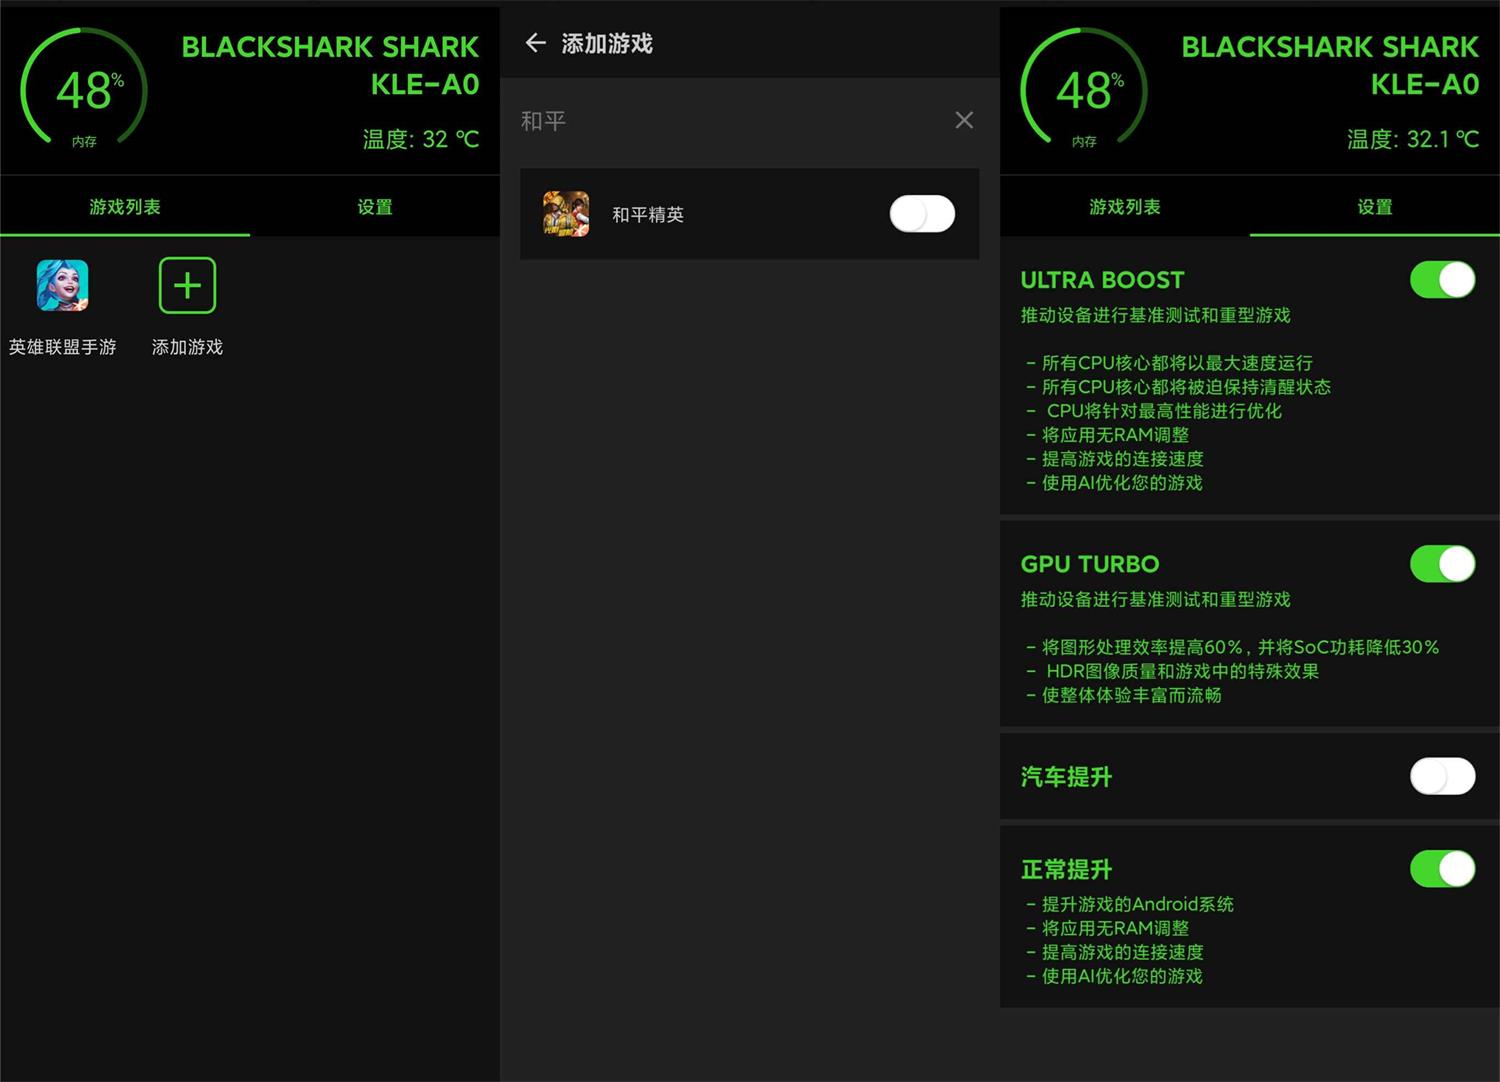 48%
内存
BLACKSHARK SHARK
KLE-A0
温度: 32 ℃
游戏列表
设置
英雄联盟手游
添加游戏
添加游戏
和平
和平精英
48%
内存
BLACKSHARK SHARK
KLE-A0
温度: 32.1 ℃
游戏列表
设置
ULTRA BOOST
推动设备进行基准测试和重型游戏
- 所有CPU核心都将以最大速度运行
- 所有CPU核心都将被迫保持清醒状态
- CPU将针对最高性能进行优化
- 将应用无RAM调整
- 提高游戏的连接速度
- 使用AI优化您的游戏
GPU TURBO
推动设备进行基准测试和重型游戏
- 将图形处理效率提高60%，并将SoC功耗降低30%
- HDR图像质量和游戏中的特殊效果
- 使整体体验丰富而流畅
汽车提升
正常提升
- 提升游戏的Android系统
- 将应用无RAM调整
- 提高游戏的连接速度
- 使用AI优化您的游戏